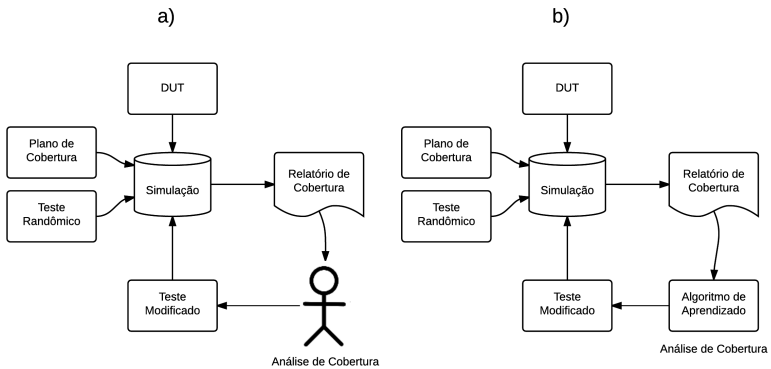 a)
DUT
Plano de
Cobertura
Simulação
Relatório de
Cobertura
Teste
Randômico
Teste
Modificado
Análise de Cobertura
b)
DUT
Plano de
Cobertura
Simulação
Relatório de
Cobertura
Teste
Randômico
Teste
Modificado
Algoritmo de
Aprendizado
Análise de Cobertura